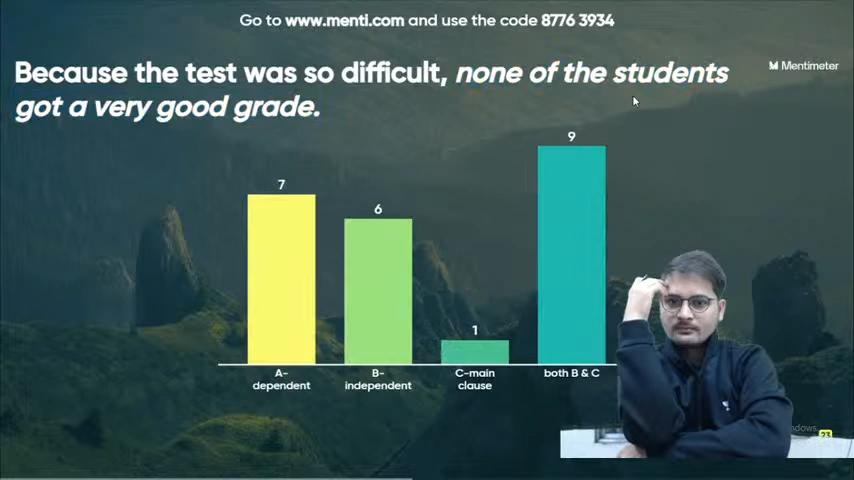 Go to www.menti.com and use the code 8776 3934
Because the test was so difficult, none of the students
got a very good grade.
Mentimeter
9
7
6
1
A-
dependent
B-
independent
C-main
clause
both B & C
23